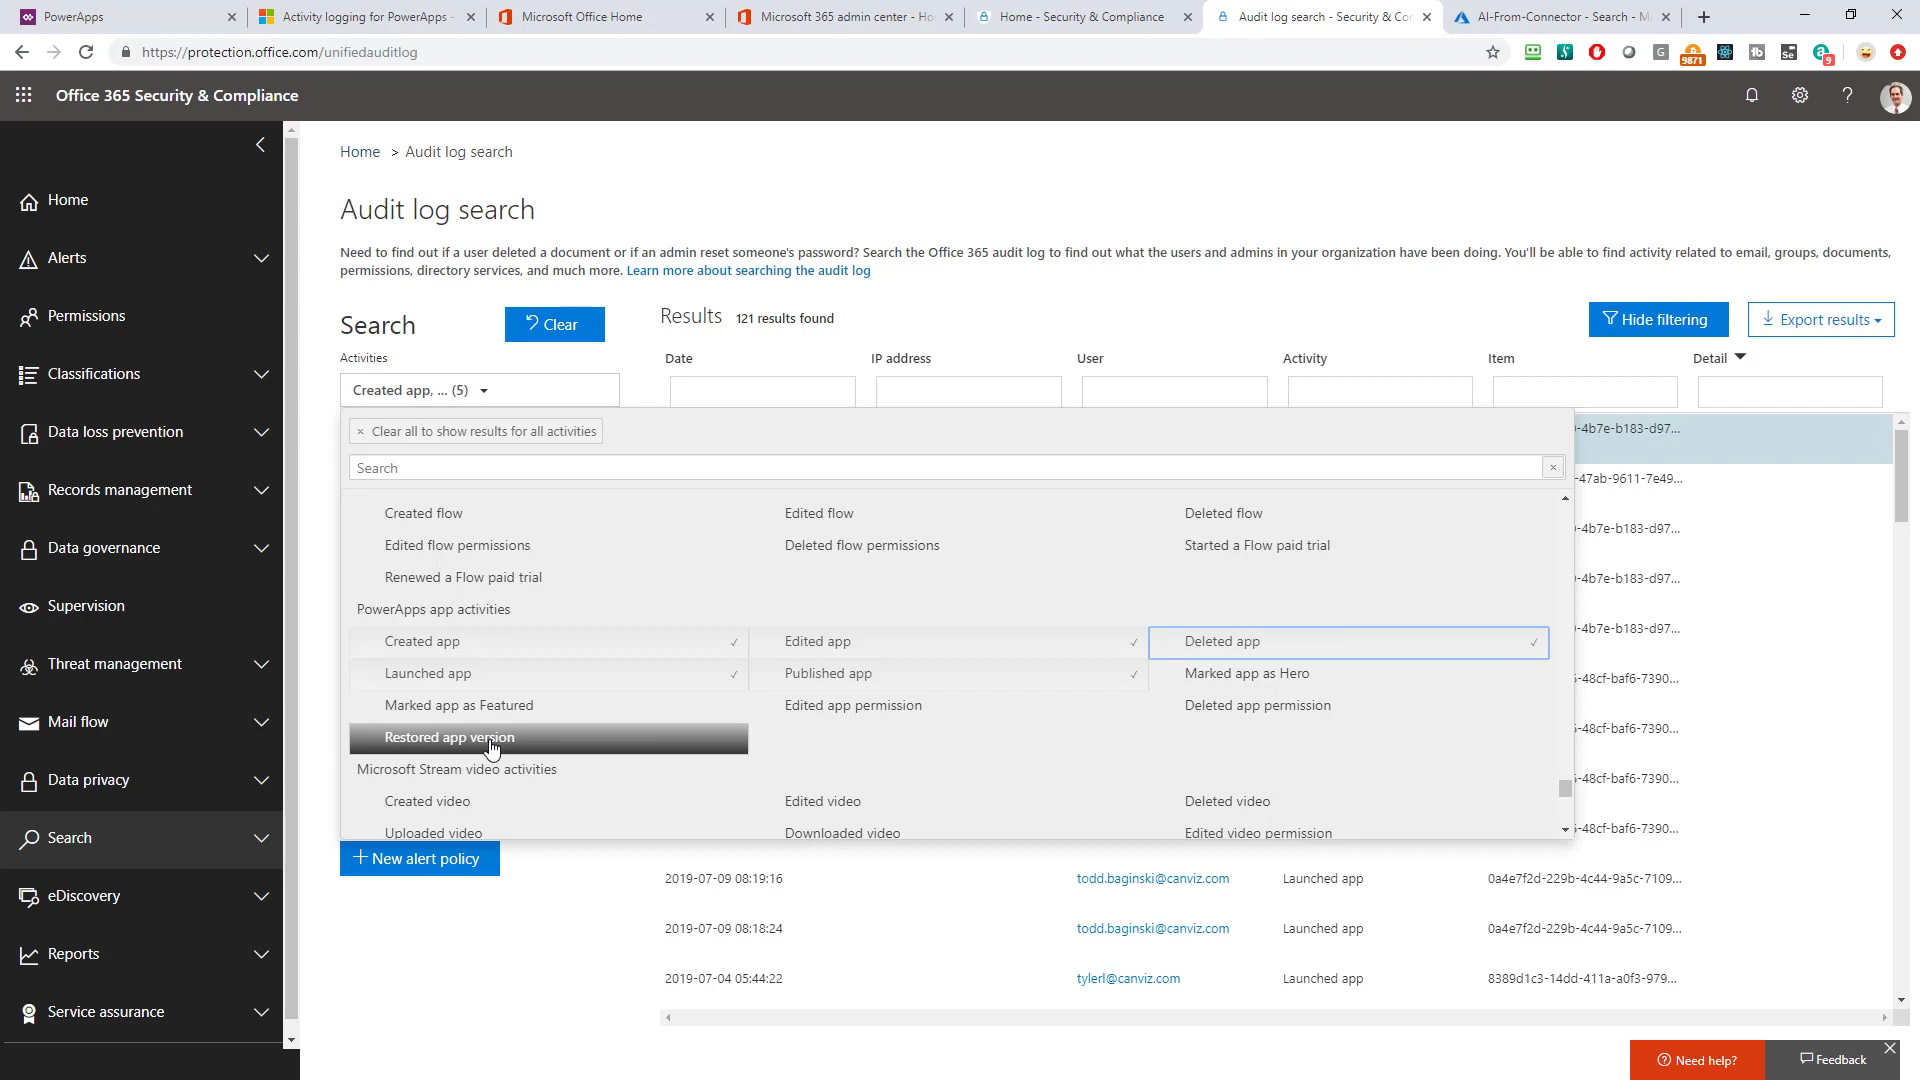 PowerApps
Activity logging for PowerApps -
Microsoft Office Home
Microsoft 365 admin center - Ho
Home - Security & Compliance
Audit log search - Security & Co
AI-From-Connector - Search - M
https://protection.office.com/unifiedauditlog
9871
9
Office 365 Security & Compliance
Home
Alerts
Permissions
Classifications
Data loss prevention
Records management
Data governance
Supervision
Threat management
Mail flow
Data privacy
Search
eDiscovery
Reports
Service assurance
Home > Audit log search
Audit log search
Need to find out if a user deleted a document or if an admin reset someone's password? Search the Office 365 audit log to find out what the users and admins in your organization have been doing. You'll be able to find activity related to email, groups, documents,
permissions, directory services, and much more. Learn more about searching the audit log
Search
Clear
Results 121 results found
Hide filtering
Export results
Activities
Date IP address User Activity Item Detail
Created app, ... (5)
× Clear all to show results for all activities
Search
Created flow Edited flow Deleted flow
Edited flow permissions Deleted flow permissions Started a Flow paid trial
Renewed a Flow paid trial
PowerApps app activities
Created app Edited app Deleted app
Launched app Published app Marked app as Hero
Marked app as Featured Edited app permission Deleted app permission
Restored app version
Microsoft Stream video activities
Created video Edited video Deleted video
Uploaded video Downloaded video Edited video permission
-4b7e-b183-d97...
-47ab-9611-7e49...
-4b7e-b183-d97...
-4b7e-b183-d97...
-4b7e-b183-d97...
-48cf-baf6-7390...
-48cf-baf6-7390...
-48cf-baf6-7390...
-48cf-baf6-7390...
+ New alert policy
2019-07-09 08:19:16 todd.baginski@canviz.com Launched app 0a4e7f2d-229b-4c44-9a5c-7109...
2019-07-09 08:18:24 todd.baginski@canviz.com Launched app 0a4e7f2d-229b-4c44-9a5c-7109...
2019-07-04 05:44:22 tylerl@canviz.com Launched app 8389d1c3-14dd-411a-a0f3-979...
Need help?
Feedback